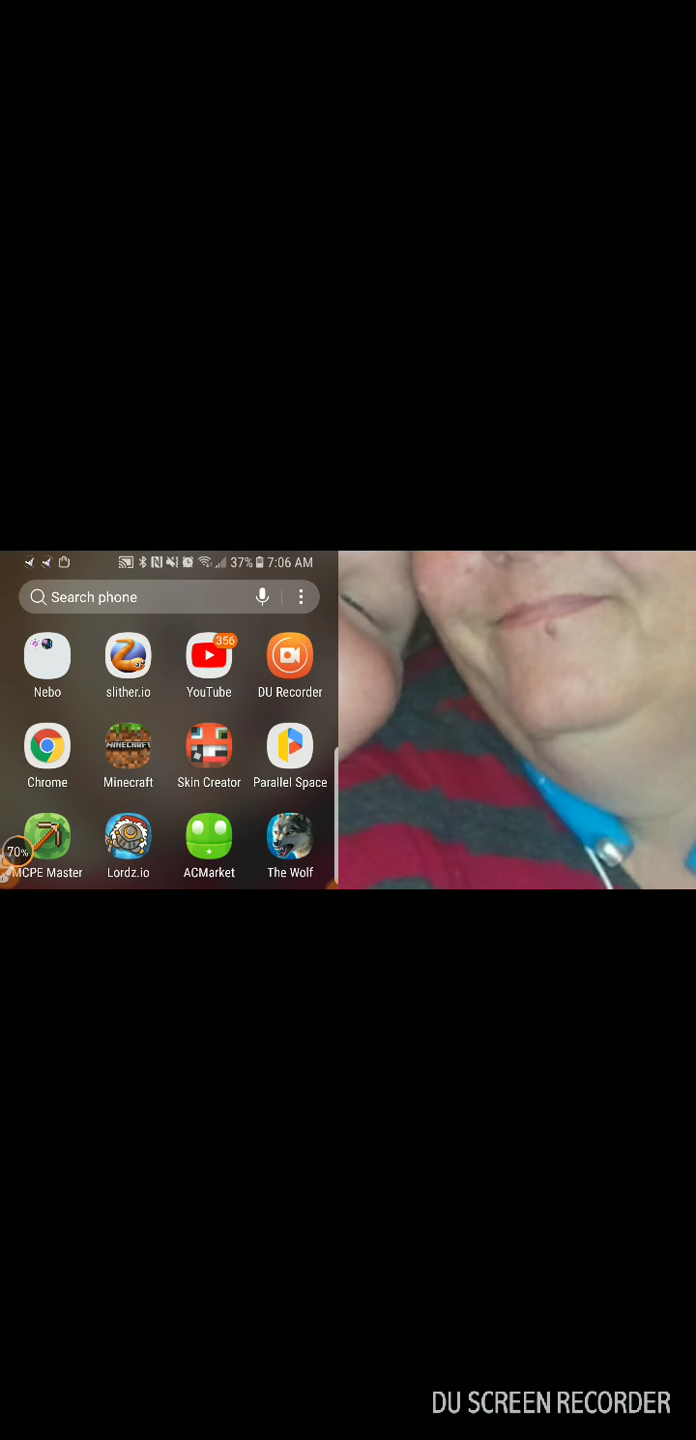 37% 7:06 AM
Search phone
356
Nebo slither.io YouTube DU Recorder
MINECRAFT
Chrome Minecraft Skin Creator Parallel Space
70%
MCPE Master Lordz.io ACMarket The Wolf
DU SCREEN RECORDER